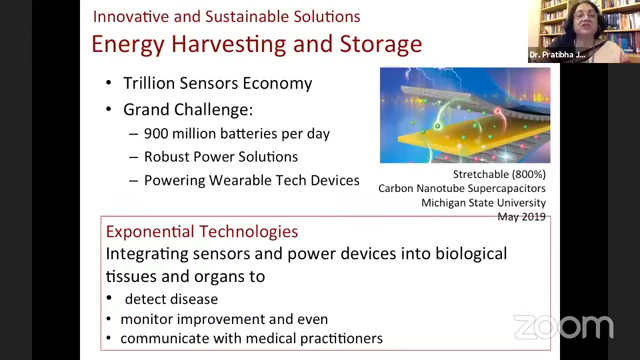 Innovative and Sustainable Solutions
Energy Harvesting and Storage
• Trillion Sensors Economy
• Grand Challenge:
– 900 million batteries per day
– Robust Power Solutions
– Powering Wearable Tech Devices
Stretchable (800%)
Carbon Nanotube Supercapacitors
Michigan State University
May 2019
Exponential Technologies
Integrating sensors and power devices into biological
tissues and organs to
• detect disease
• monitor improvement and even
• communicate with medical practitioners
Dr. Pratibha J...
zoom